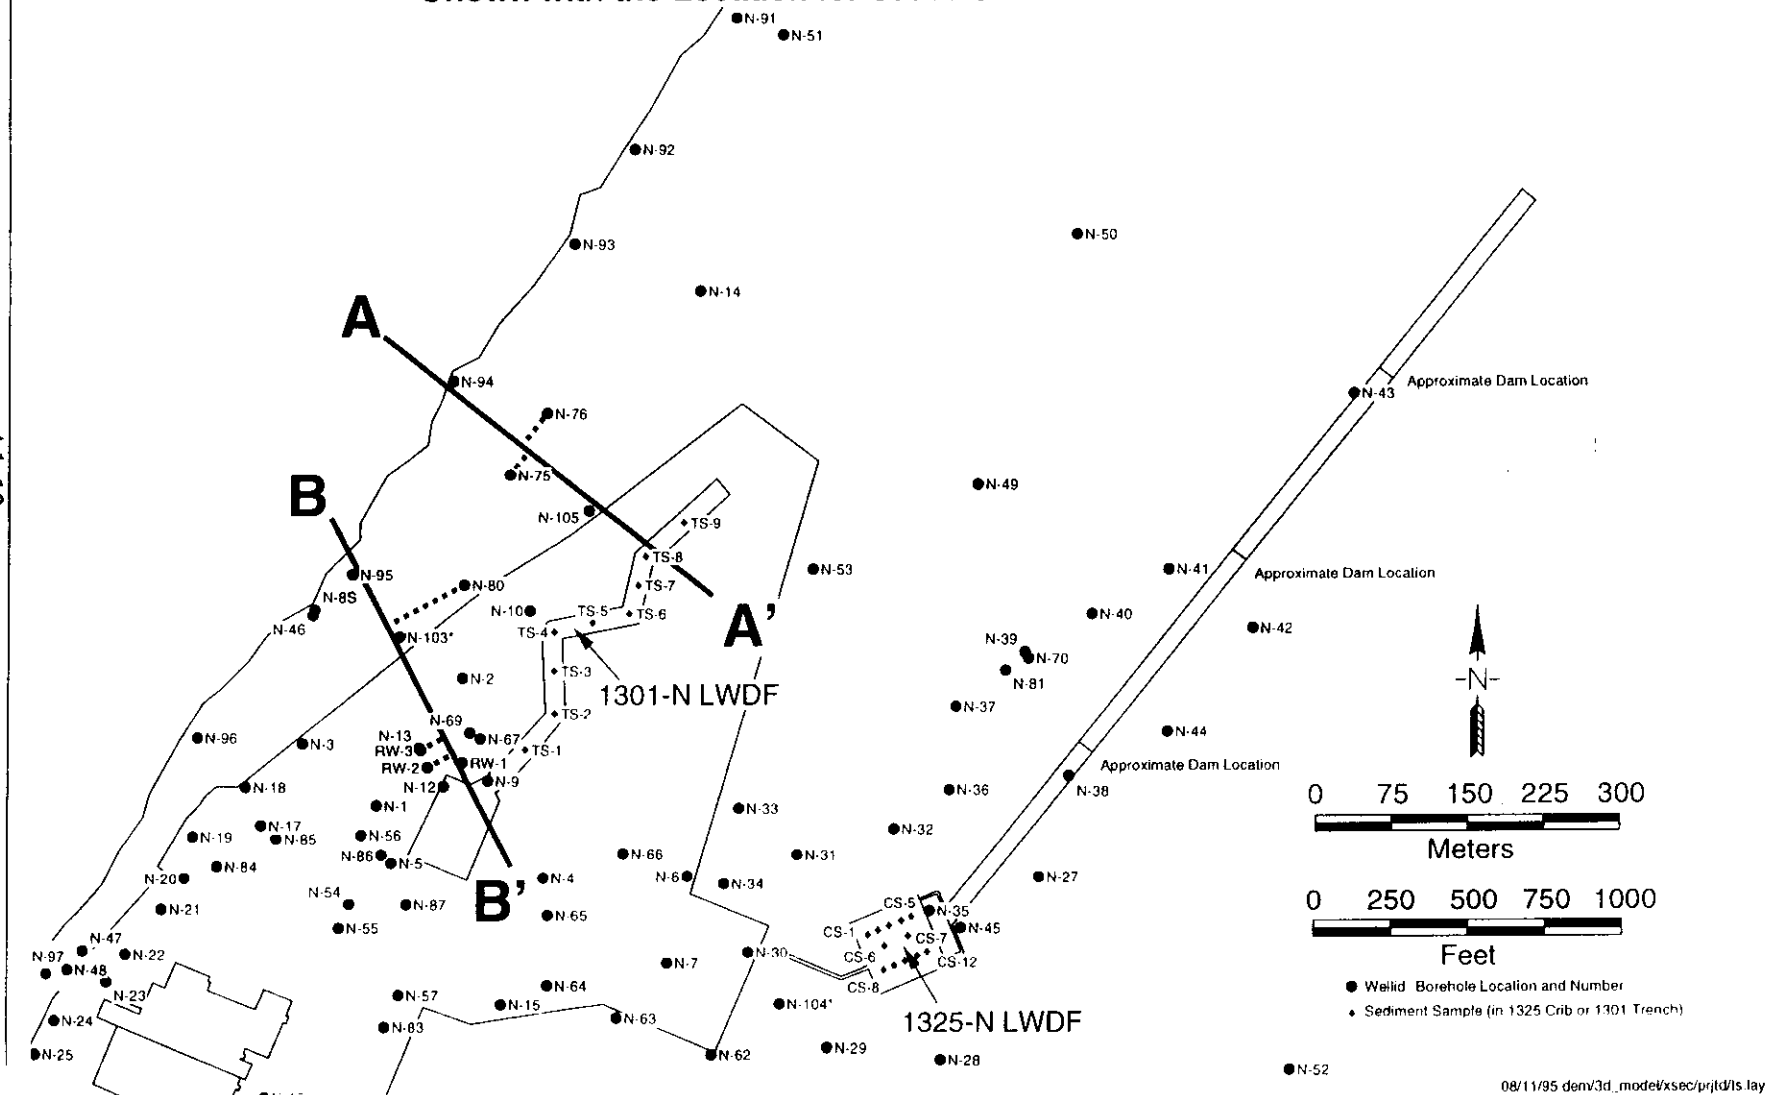 N-91
N-51
N-92
N-93
N-50
N-14
A
N-94
Approximate Dam Location
N-43
N-76
N-75
B
N-49
N-105
TS-9
TS-8
N-95
N-80
TS-7
N-53
N-41
Approximate Dam Location
N-8S
N-10
TS-5
TS-6
N-40
N-46
N-103*
TS-4
A'
N-42
N-39
N-70
N-81
N-2
TS-3
1301-N LWDF
-N-
N-37
N-69
TS-2
N-96
N-3
N-13
N-67
N-44
RW-3
TS-1
RW-2
RW-1
Approximate Dam Location
N-18
N-12
N-9
N-36
N-38
0 75 150 225 300
Meters
N-1
N-33
N-17
N-19
N-85
N-56
N-32
N-86
N-5
N-66
N-31
N-84
N-20
N-4
N-6
N-34
N-27
N-54
N-87
B'
0 250 500 750 1000
Feet
N-21
N-65
CS-5
N-35
N-55
CS-1
CS-7
N-45
N-47
N-22
N-97
N-48
N-7
N-30
CS-6
CS-12
N-23
N-64
CS-8
Wellid Borehole Location and Number
N-57
N-15
N-104*
Sediment Sample (in 1325 Crib or 1301 Trench)
N-24
N-83
N-63
1325-N LWDF
N-25
N-62
N-29
N-28
N-52
08/11/95 dem/3d_model/xsec/prjtd/ls.lay